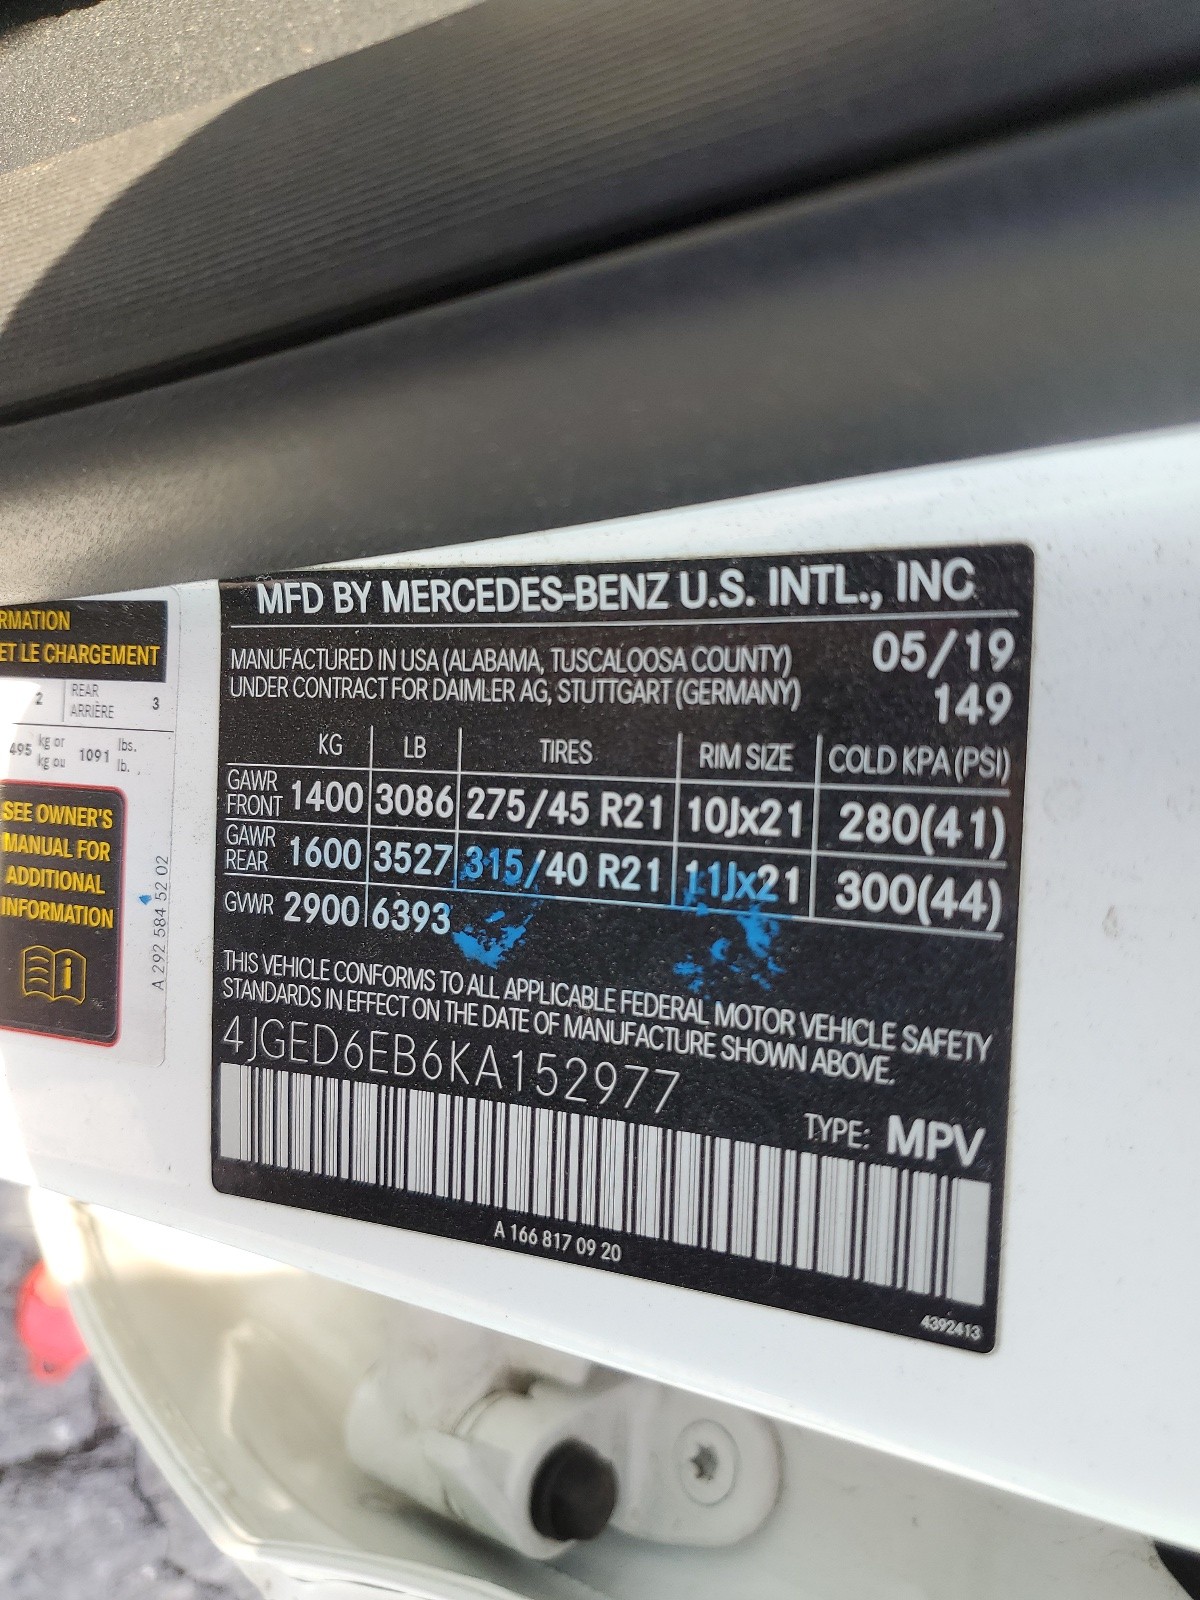 RMATION
ET LE CHARGEMENT
2 REAR ARRIÈRE 3
495 kg or kg ou 1091 lbs. lb.
SEE OWNER'S
MANUAL FOR
ADDITIONAL
INFORMATION
A 292 584 52 02
MFD BY MERCEDES-BENZ U.S. INTL., INC
MANUFACTURED IN USA (ALABAMA, TUSCALOOSA COUNTY) 05/19
UNDER CONTRACT FOR DAIMLER AG, STUTTGART (GERMANY) 149
KG LB TIRES RIM SIZE COLD KPA (PSI)
GAWR FRONT 1400 3086 275/45 R21 10Jx21 280(41)
GAWR REAR 1600 3527 315/40 R21 11Jx21 300(44)
GVWR 2900 6393
THIS VEHICLE CONFORMS TO ALL APPLICABLE FEDERAL MOTOR VEHICLE SAFETY
STANDARDS IN EFFECT ON THE DATE OF MANUFACTURE SHOWN ABOVE.
4JGED6EB6KA152977
TYPE: MPV
A 166 817 09 20
4392413